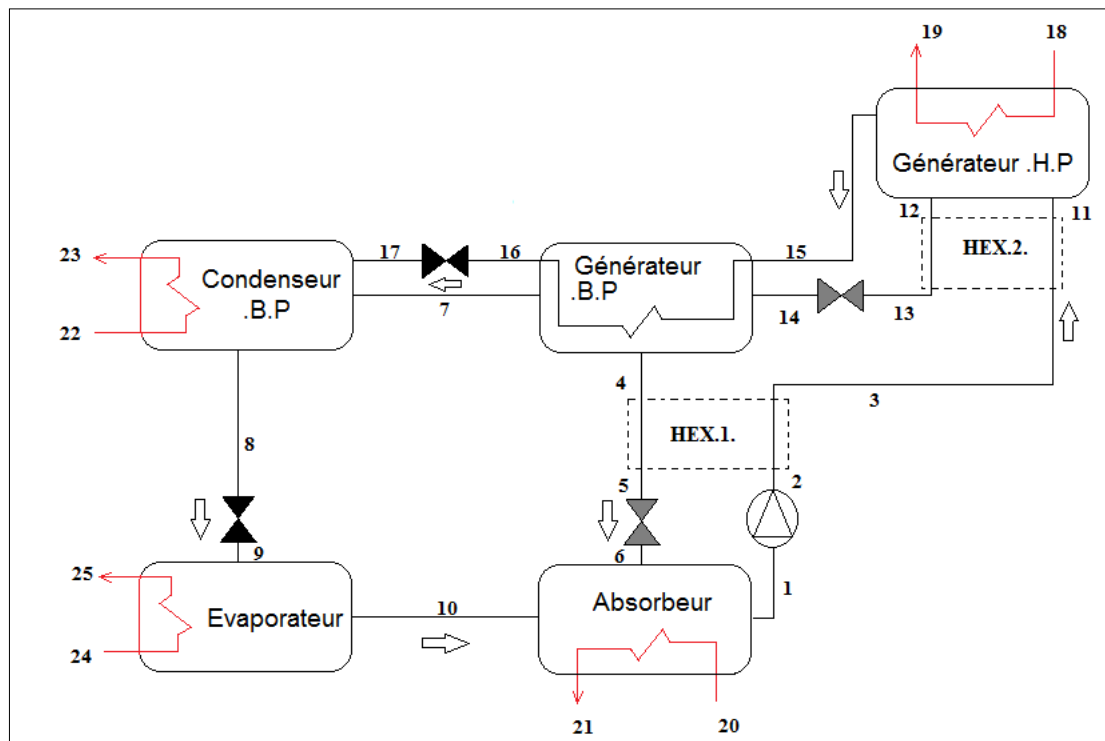 19
18
Générateur .H.P
12
11
HEX.2.
23
Condenseur
.B.P
22
17
16
7
Générateur
.B.P
15
14
13
4
3
HEX.1.
8
5
2
9
6
1
25
Evaporateur
24
10
Absorbeur
21
20